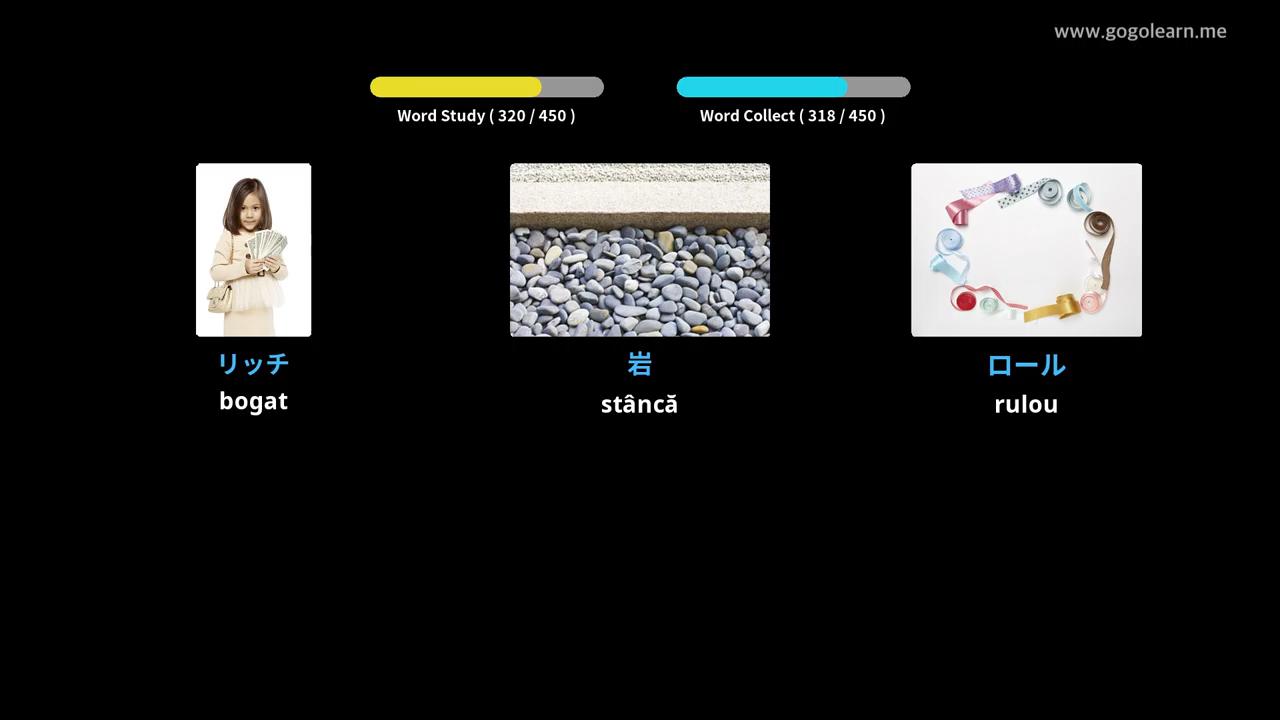 www.gogolearn.me
Word Study ( 320 / 450 )
Word Collect ( 318 / 450 )
リッチ
bogat
岩
stâncă
ロール
rulou